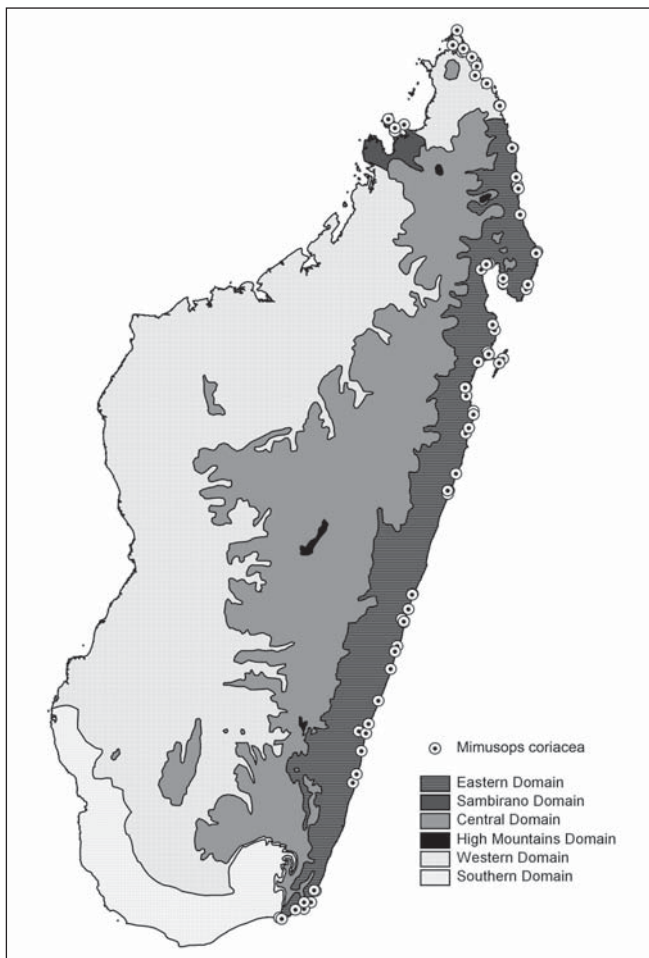 Mimusops coriacea
Eastern Domain
Sambirano Domain
Central Domain
High Mountains Domain
Western Domain
Southern Domain